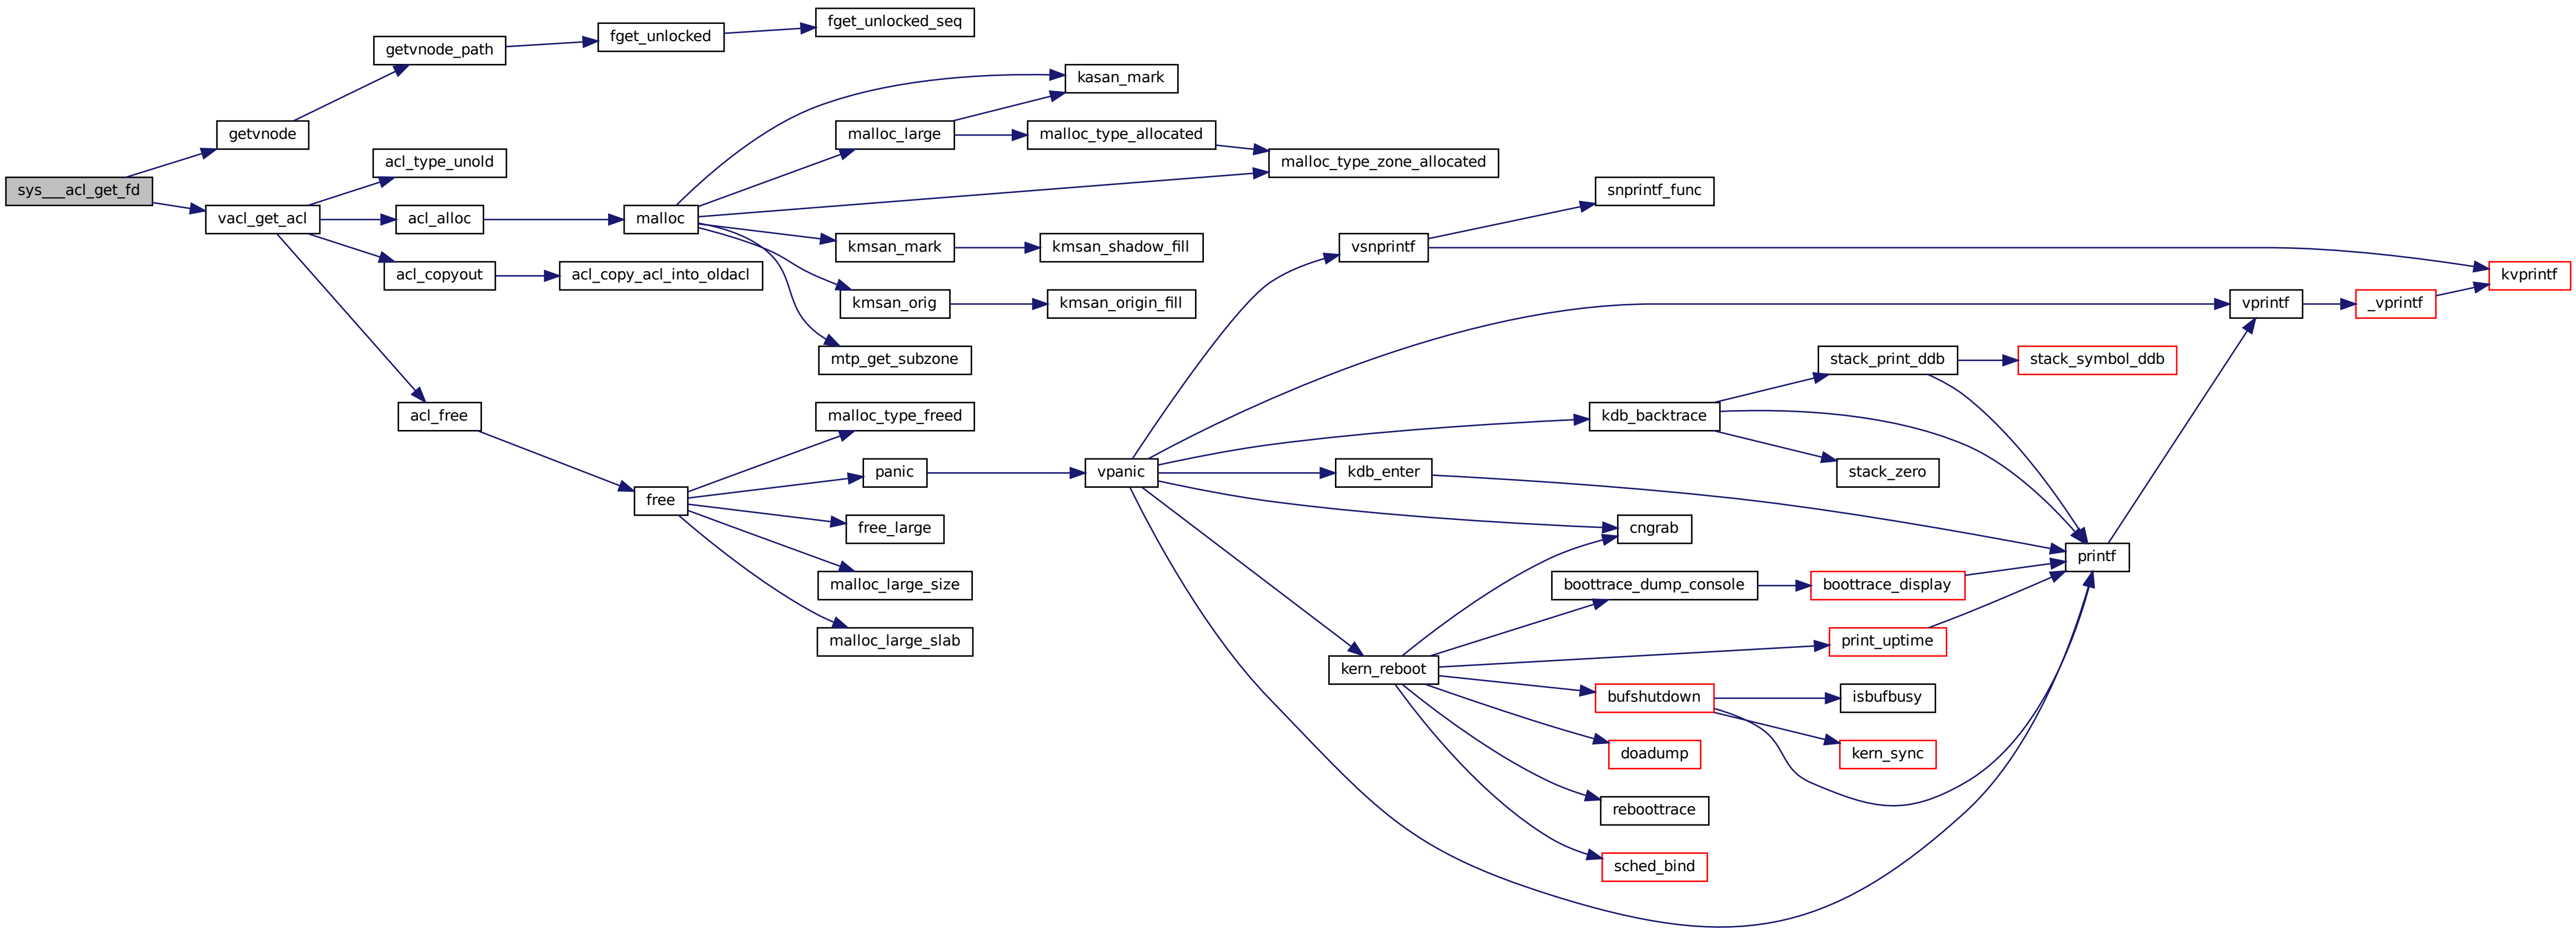 sys___acl_get_fd
getvnode
getvnode_path
fget_unlocked
fget_unlocked_seq
vacl_get_acl
acl_type_unold
acl_alloc
acl_copyout
acl_copy_acl_into_oldacl
acl_free
malloc
kasan_mark
malloc_large
malloc_type_allocated
malloc_type_zone_allocated
kmsan_mark
kmsan_shadow_fill
kmsan_orig
kmsan_origin_fill
mtp_get_subzone
free
malloc_type_freed
panic
free_large
malloc_large_size
malloc_large_slab
vpanic
vsnprintf
snprintf_func
kvprintf
vprintf
_vprintf
kdb_backtrace
stack_print_ddb
stack_symbol_ddb
stack_zero
kdb_enter
cngrab
printf
kern_reboot
boottrace_dump_console
boottrace_display
print_uptime
bufshutdown
isbufbusy
kern_sync
doadump
reboottrace
sched_bind